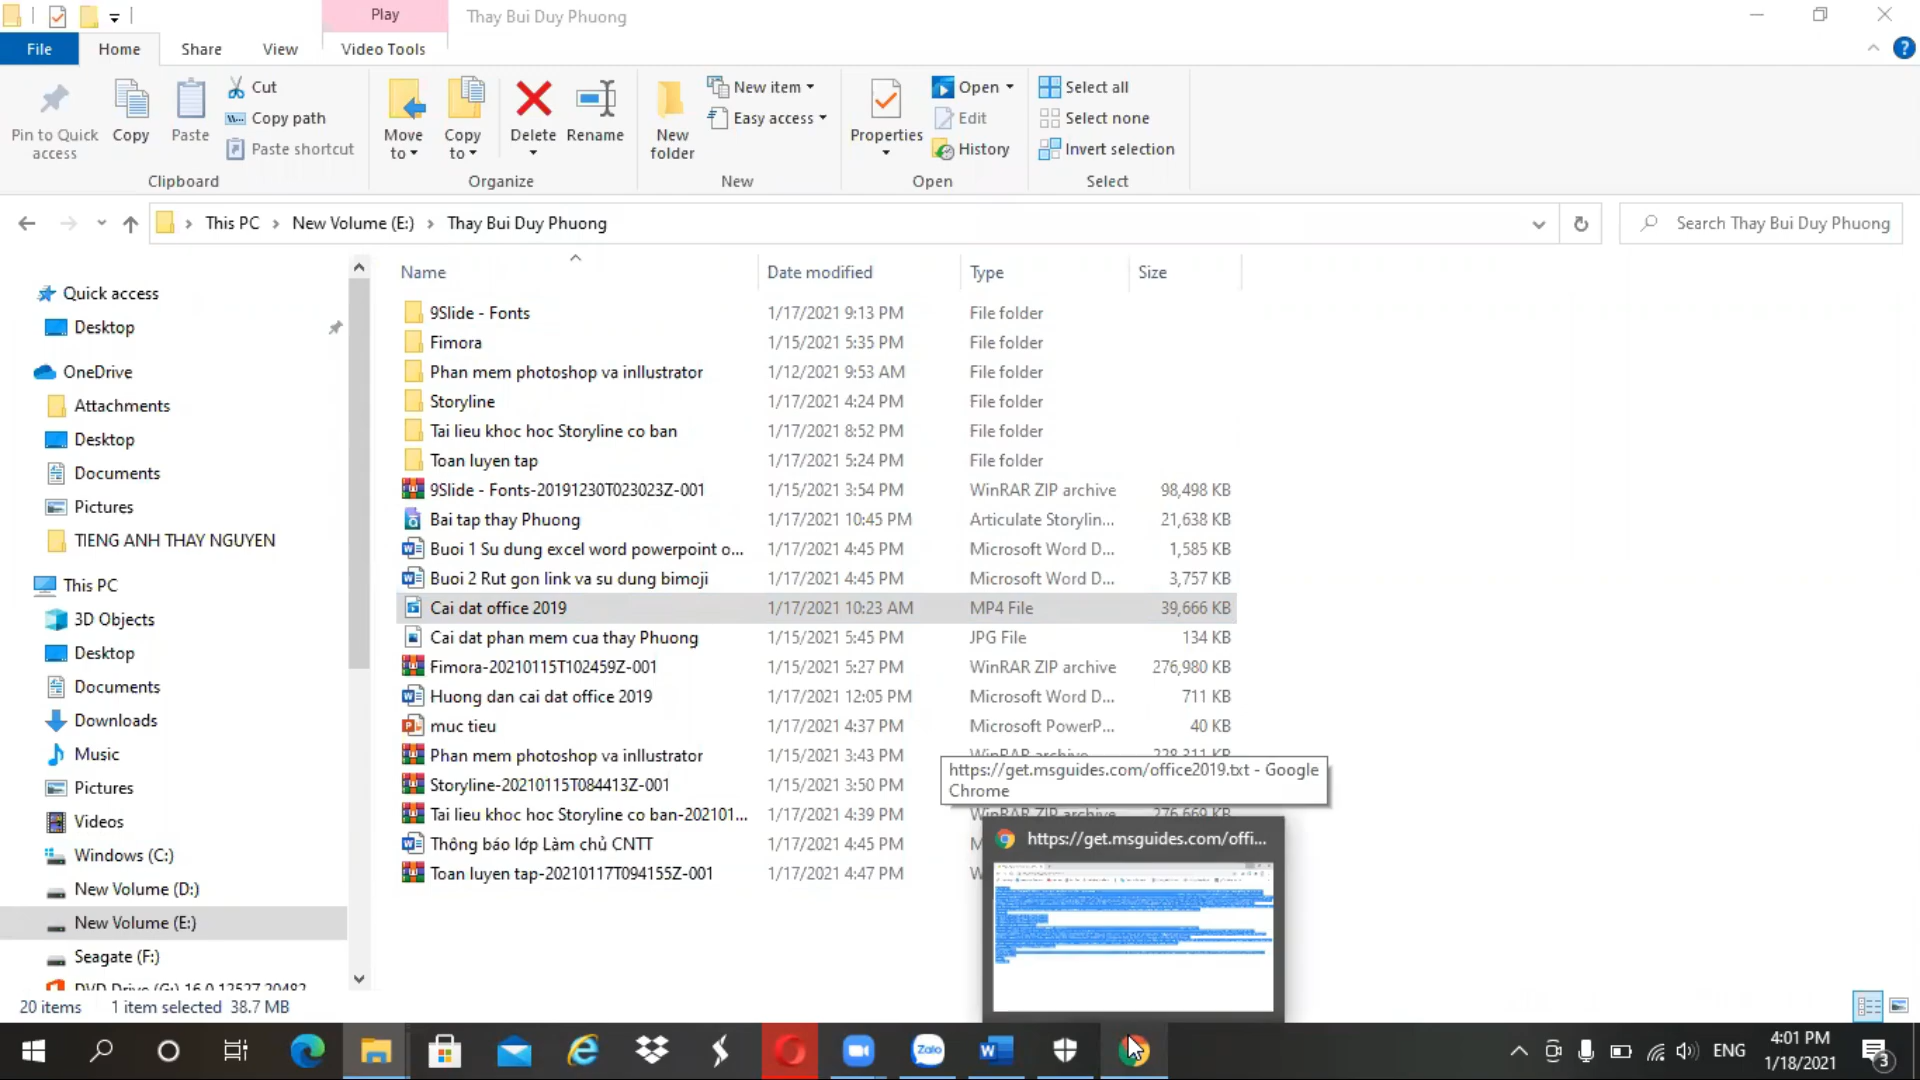 Play
Thay Bui Duy Phuong
File
Home
Share
View
Video Tools
Pin to Quick access
Copy
Paste
Cut
Copy path
Paste shortcut
Clipboard
Move to
Copy to
Delete
Rename
Organize
New folder
New item
Easy access
New
Properties
Open
Edit
History
Open
Select all
Select none
Invert selection
Select
This PC > New Volume (E:) > Thay Bui Duy Phuong
Search Thay Bui Duy Phuong
Quick access
Desktop
OneDrive
Attachments
Desktop
Documents
Pictures
TIENG ANH THAY NGUYEN
This PC
3D Objects
Desktop
Documents
Downloads
Music
Pictures
Videos
Windows (C:)
New Volume (D:)
New Volume (E:)
Seagate (F:)
DVD Drive (G:) 16.0.12527.20482
Name Date modified Type Size
9Slide - Fonts 1/17/2021 9:13 PM File folder
Fimora 1/15/2021 5:35 PM File folder
Phan mem photoshop va inllustrator 1/12/2021 9:53 AM File folder
Storyline 1/17/2021 4:24 PM File folder
Tai lieu khoc hoc Storyline co ban 1/17/2021 8:52 PM File folder
Toan luyen tap 1/17/2021 5:24 PM File folder
9Slide - Fonts-20191230T023023Z-001 1/15/2021 3:54 PM WinRAR ZIP archive 98,498 KB
Bai tap thay Phuong 1/17/2021 10:45 PM Articulate Storylin... 21,638 KB
Buoi 1 Su dung excel word powerpoint o... 1/17/2021 4:45 PM Microsoft Word D... 1,585 KB
Buoi 2 Rut gon link va su dung bimoji 1/17/2021 4:45 PM Microsoft Word D... 3,757 KB
Cai dat office 2019 1/17/2021 10:23 AM MP4 File 39,666 KB
Cai dat phan mem cua thay Phuong 1/15/2021 5:45 PM JPG File 134 KB
Fimora-20210115T102459Z-001 1/15/2021 5:27 PM WinRAR ZIP archive 276,980 KB
Huong dan cai dat office 2019 1/17/2021 12:05 PM Microsoft Word D... 711 KB
muc tieu 1/17/2021 4:37 PM Microsoft PowerP... 40 KB
Phan mem photoshop va inllustrator 1/15/2021 3:43 PM WinRAR archive 228,311 KB
Storyline-20210115T084413Z-001 1/15/2021 3:50 PM
Tai lieu khoc hoc Storyline co ban-202101... 1/17/2021 4:39 PM WinRAR ZIP archive 276,669 KB
Thông báo lớp Làm chủ CNTT 1/17/2021 4:45 PM M
Toan luyen tap-20210117T094155Z-001 1/17/2021 4:47 PM W
https://get.msguides.com/office2019.txt - Google
Chrome
https://get.msguides.com/offi...
20 items 1 item selected 38.7 MB
Zalo
ENG
4:01 PM
1/18/2021
3